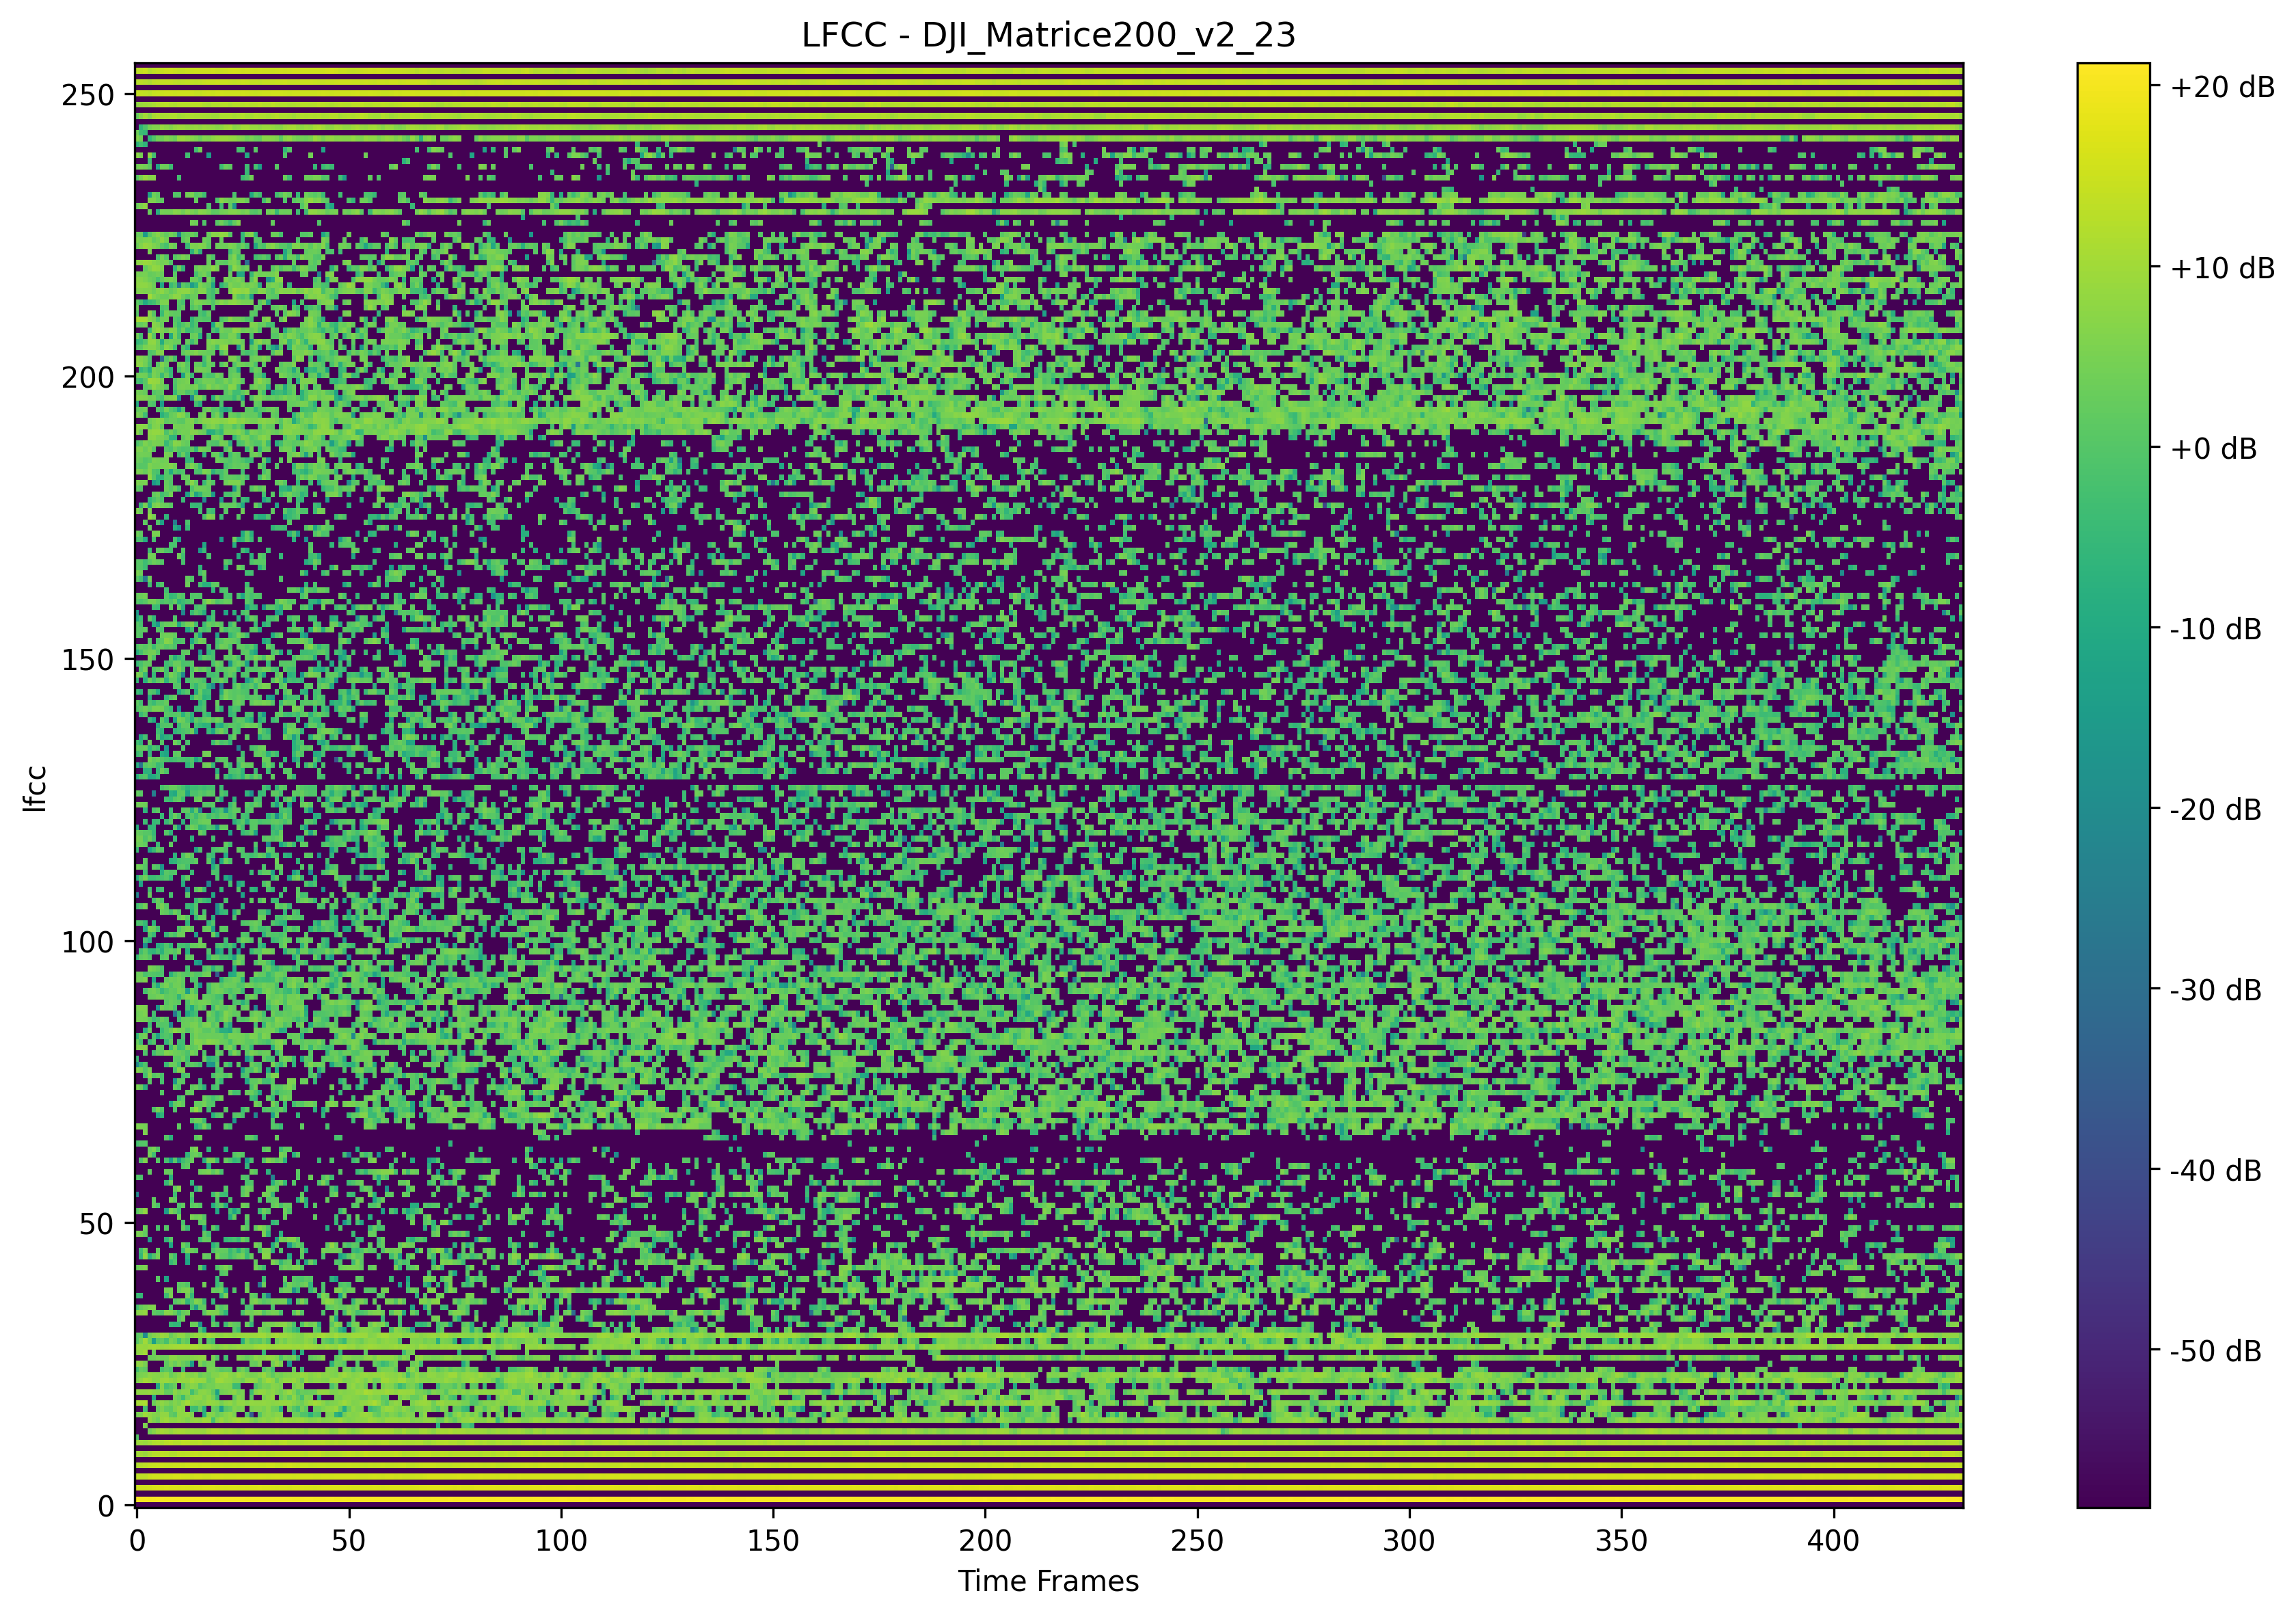 LFCC - DJI_Matrice200_v2_23
250
200
150
100
50
0
lfcc
0 50 100 150 200 250 300 350 400
Time Frames
+20 dB
+10 dB
+0 dB
-10 dB
-20 dB
-30 dB
-40 dB
-50 dB